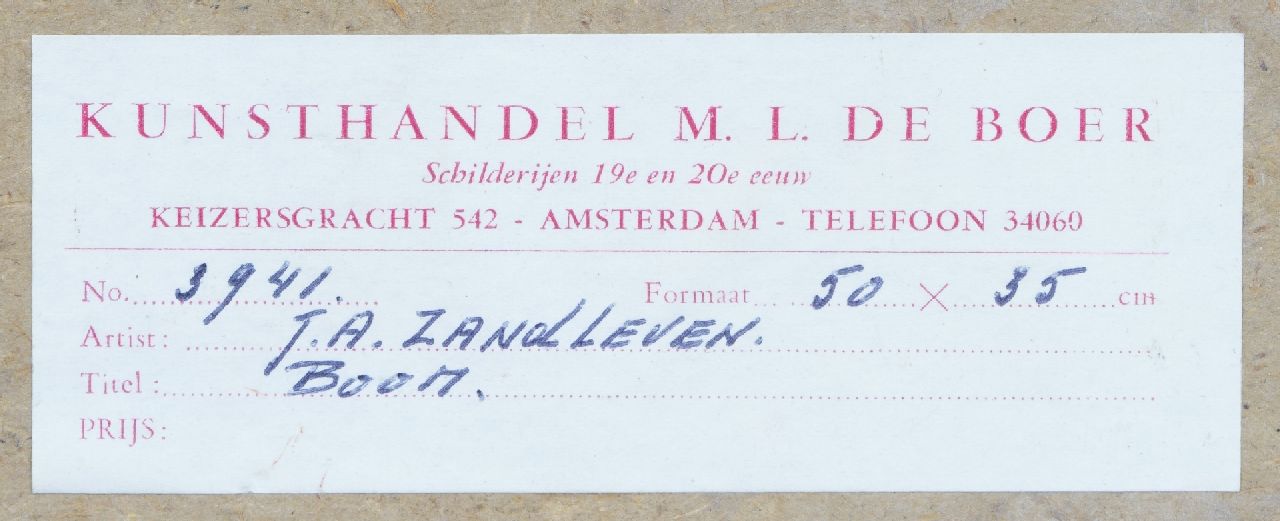 KUNSTHANDEL M. L. DE BOER
Schilderijen 19e en 20e eeuw
KEIZERSGRACHT 542 - AMSTERDAM - TELEFOON 34060
No. 3941. Formaat 50 X 35 cm
Artist: J.A. ZANdLEVEN.
Titel: BOOM.
PRIJS: